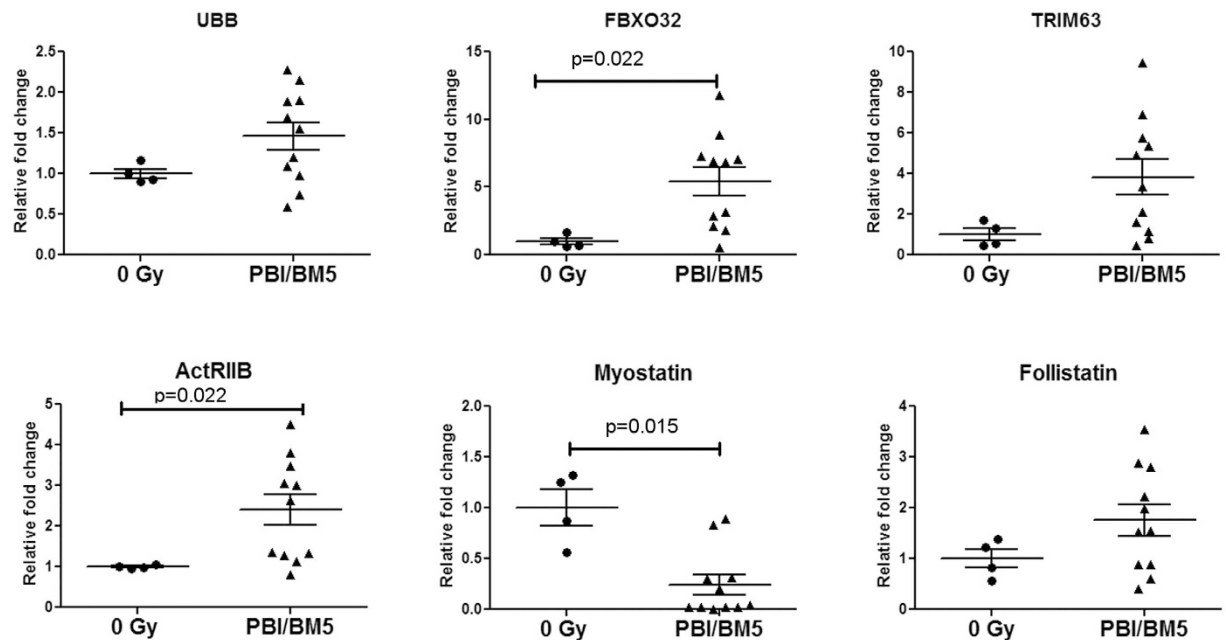 UBB
FBXO32
TRIM63
Relative fold change
2.5
2.0
1.5
1.0
0.5
0.0
0 Gy
PBI/BM5
Relative fold change
15
10
5
0
p=0.022
0 Gy
PBI/BM5
Relative fold change
10
8
6
4
2
0
0 Gy
PBI/BM5
ActRIIB
Myostatin
Follistatin
Relative fold change
5
4
3
2
1
0
p=0.022
0 Gy
PBI/BM5
Relative fold change
2.0
1.5
1.0
0.5
0.0
p=0.015
0 Gy
PBI/BM5
Relative fold change
4
3
2
1
0
0 Gy
PBI/BM5